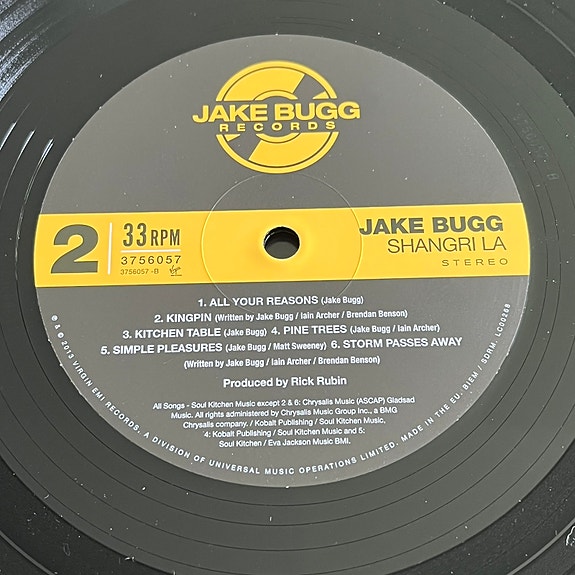 JAKE BUGG
RECORDS
2
33 RPM
3756057
3756057 -B
Virgin
JAKE BUGG
SHANGRI LA
STEREO
1. ALL YOUR REASONS (Jake Bugg)
2. KINGPIN (Written by Jake Bugg / Iain Archer / Brendan Benson)
3. KITCHEN TABLE (Jake Bugg) 4. PINE TREES (Jake Bugg / Iain Archer)
5. SIMPLE PLEASURES (Jake Bugg / Matt Sweeney) 6. STORM PASSES AWAY
(Written by Jake Bugg / Iain Archer / Brendan Benson)
Produced by Rick Rubin
All Songs - Soul Kitchen Music except 2 & 6: Chrysalis Music (ASCAP) Gladsad
Music. All rights administered by Chrysalis Music Group Inc., a BMG
Chrysalis company. / Kobalt Publishing / Soul Kitchen Music,
4: Kobalt Publishing / Soul Kitchen Music and 5:
Soul Kitchen / Eva Jackson Music BMI.
℗ & © 2013 VIRGIN EMI RECORDS, A DIVISION OF UNIVERSAL MUSIC OPERATIONS LIMITED. MADE IN THE EU. BIEM / SDRM. LC00268